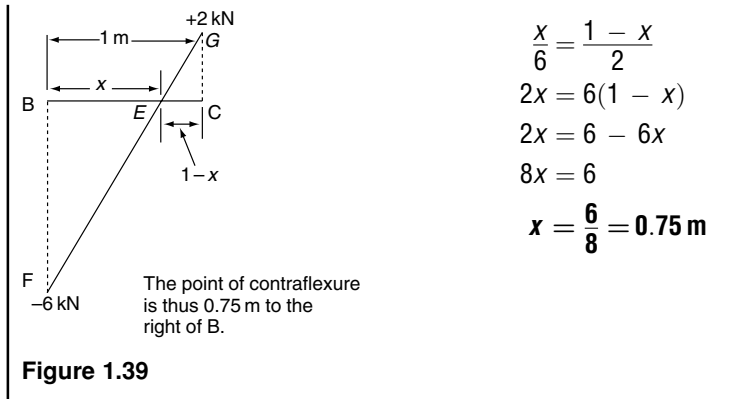 +2 kN
1 m
G
x
B
E
C
1 – x
F
–6 kN
The point of contraflexure
is thus 0.75 m to the
right of B.
Figure 1.39
x/6 = (1 – x)/2
2x = 6(1 – x)
2x = 6 – 6x
8x = 6
x = 6/8 = 0.75 m